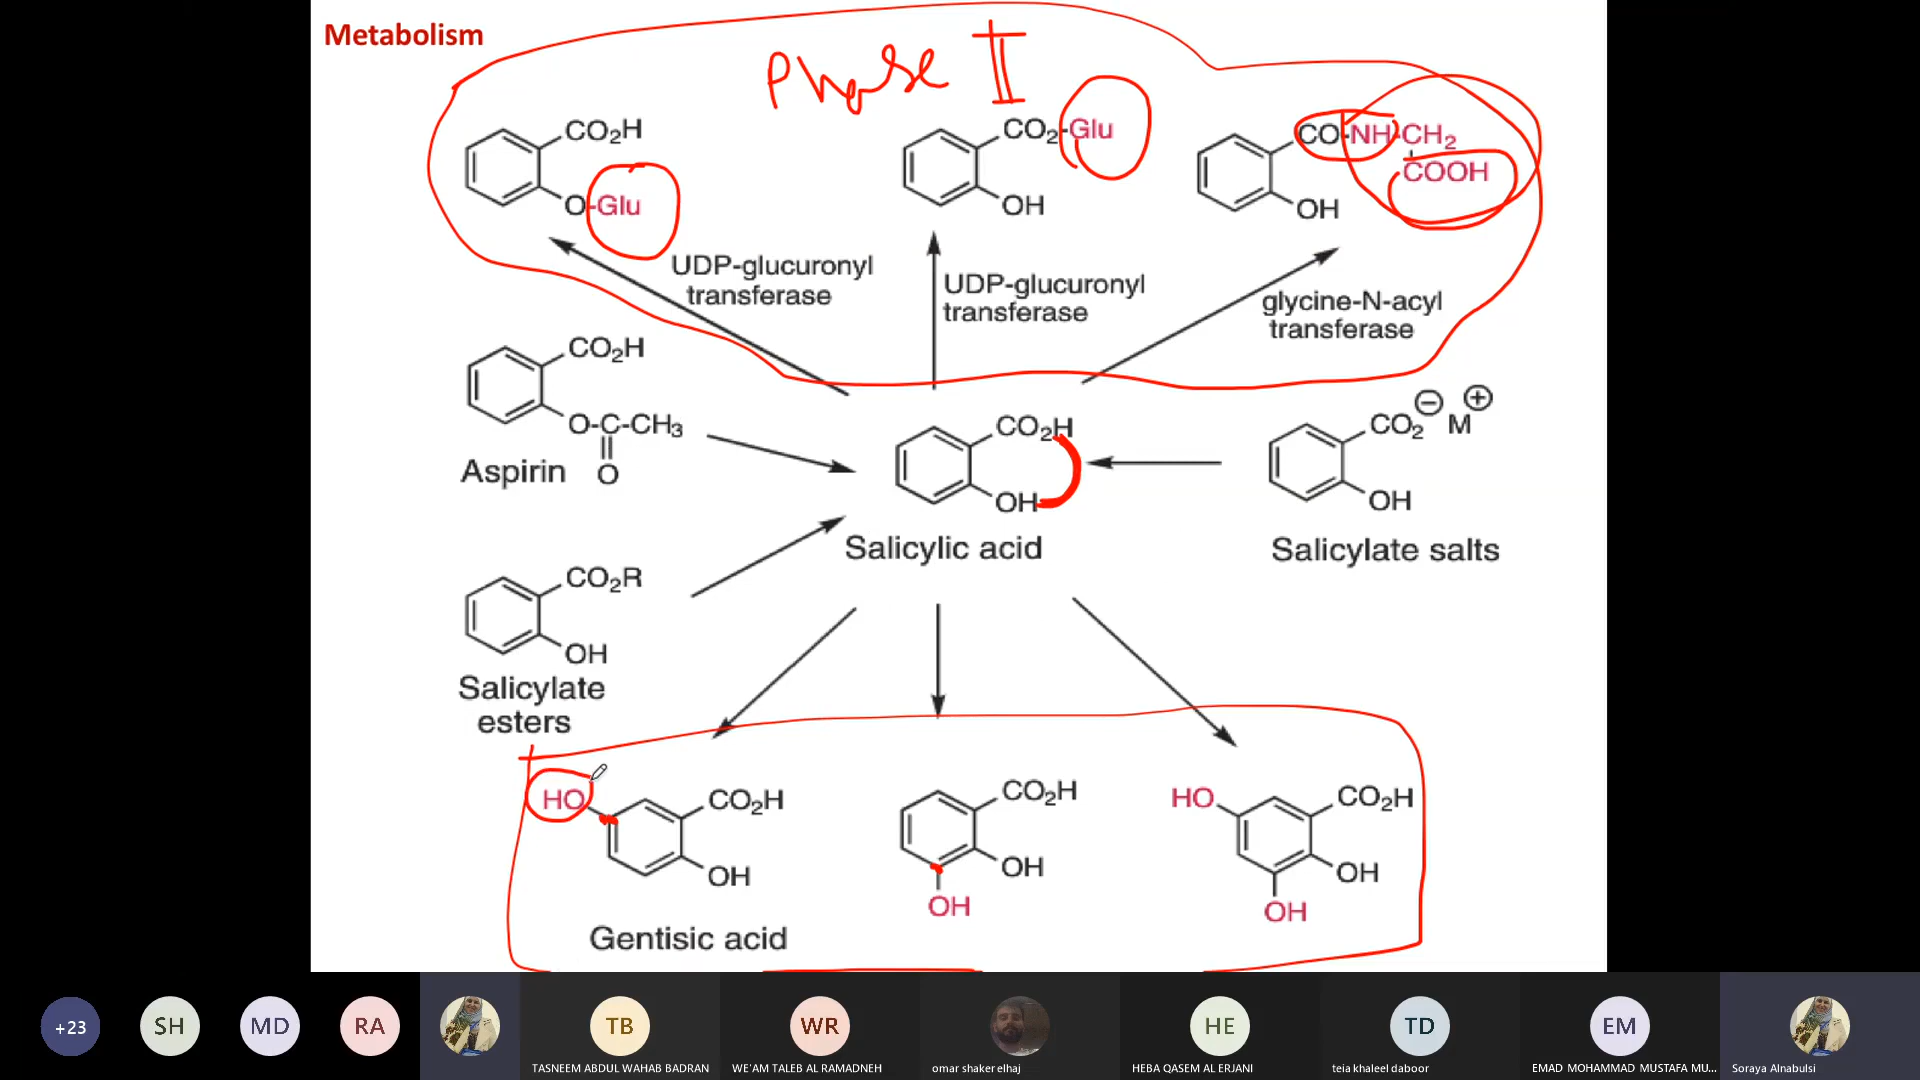 Metabolism
Phase II
CO₂H
O-Glu
CO₂-Glu
OH
CO-NH-CH₂
COOH
OH
UDP-glucuronyl
transferase
UDP-glucuronyl
transferase
glycine-N-acyl
transferase
CO₂H
O-C-CH₃
O
Aspirin
CO₂H
OH
Salicylic acid
CO₂⊖ M⊕
OH
Salicylate salts
CO₂R
OH
Salicylate
esters
HO
CO₂H
OH
Gentisic acid
CO₂H
OH
OH
HO
CO₂H
OH
OH
+23
SH
MD
RA
TB
TASNEEM ABDUL WAHAB BADRAN
WR
WE'AM TALEB AL RAMADNEH
omar shaker elhaj
HE
HEBA QASEM AL ERJANI
TD
teia khaleel daboor
EM
EMAD MOHAMMAD MUSTAFA MU...
Soraya Alnabulsi